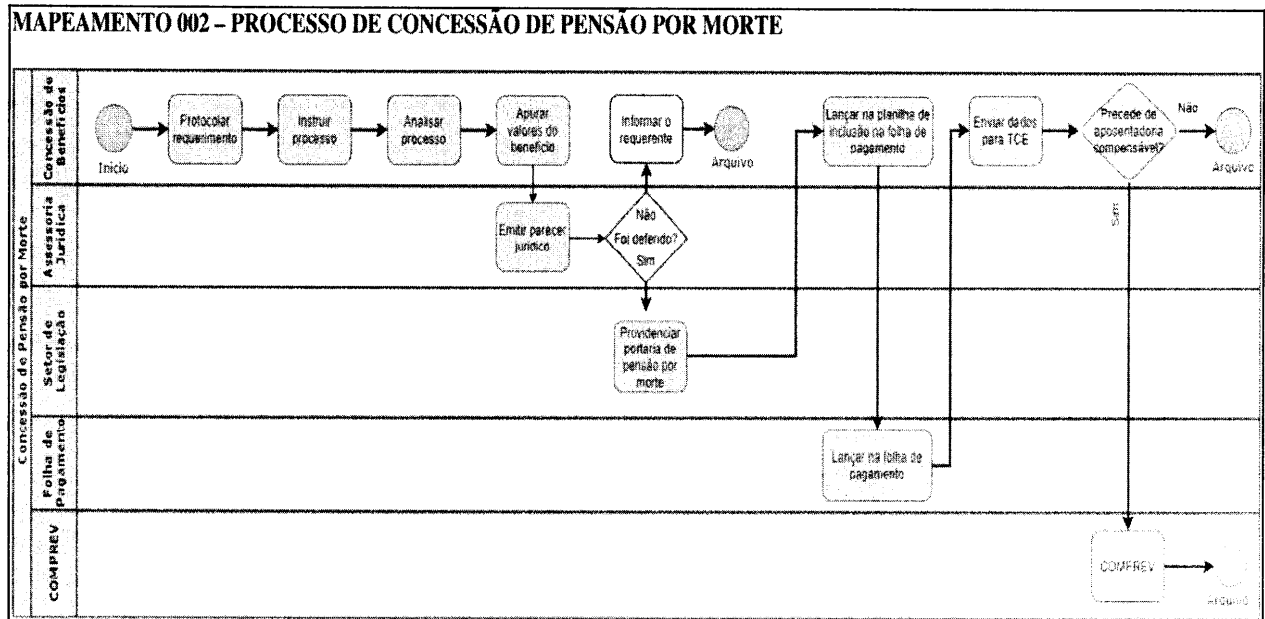 MAPEAMENTO 002 – PROCESSO DE CONCESSÃO DE PENSÃO POR MORTE
Concessão de Pensão por Morte
Concessão de
Benefícios
Início
Protocolar
requerimento
Instruir
processo
Analisar
processo
Apurar
valores do
benefício
Informar o
requerente
Arquivo
Lançar na planilha de
inclusão na folha de
pagamento
Enviar dados
para TCE
Precede de
aposentadoria
compensável?
Não
Arquivo
Sim
Assessoria
Jurídica
Emitir parecer
jurídico
Não
Foi deferido?
Sim
Setor de
Legislação
Providenciar
portaria de
pensão por
morte
Folha de
Pagamento
Lançar na folha de
pagamento
COMPREV
COMPREV
Arquivo